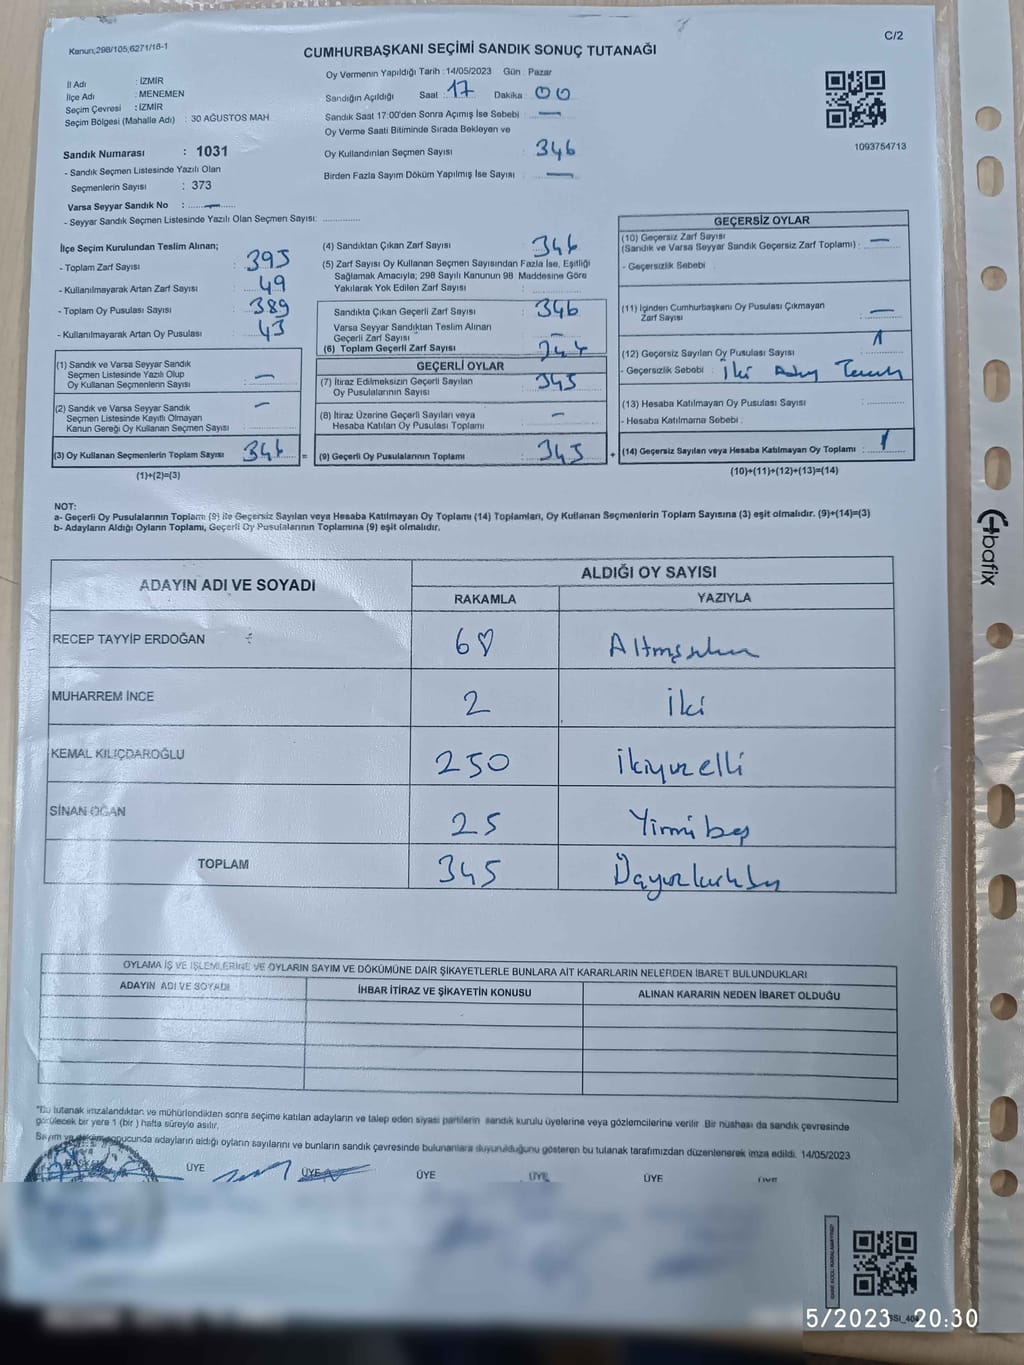 Kanun;298/105,6271/18-1
C/2
CUMHURBAŞKANI SEÇİMİ SANDIK SONUÇ TUTANAĞI
İl Adı : İZMİR
İlçe Adı : MENEMEN
Seçim Çevresi : İZMİR
Seçim Bölgesi (Mahalle Adı) : 30 AĞUSTOS MAH
Sandık Numarası : 1031
- Sandık Seçmen Listesinde Yazılı Olan
Seçmenlerin Sayısı : 373
Varsa Seyyar Sandık No :
- Seyyar Sandık Seçmen Listesinde Yazılı Olan Seçmen Sayısı:
Oy Vermenin Yapıldığı Tarih : 14/05/2023 Gün : Pazar
Sandığın Açıldığı Saat : 17 Dakika : 00
Sandık Saat 17:00'den Sonra Açımış İse Sebebi : —
Oy Verme Saati Bitiminde Sırada Bekleyen ve
Oy Kullandırılan Seçmen Sayısı : 346
Birden Fazla Sayım Döküm Yapılmış İse Sayısı : —
1093754713
İlçe Seçim Kurulundan Teslim Alınan;
- Toplam Zarf Sayısı : 395
- Kullanılmayarak Artan Zarf Sayısı : 49
- Toplam Oy Pusulası Sayısı : 389
- Kullanılmayarak Artan Oy Pusulası : 43
(1) Sandık ve Varsa Seyyar Sandık
Seçmen Listesinde Yazılı Olup
Oy Kullanan Seçmenlerin Sayısı : —
(2) Sandık ve Varsa Seyyar Sandık
Seçmen Listesinde Kayıtlı Olmayan
Kanun Gereği Oy Kullanan Seçmen Sayısı : —
(3) Oy Kullanan Seçmenlerin Toplam Sayısı : 346
(1)+(2)=(3)
(4) Sandıktan Çıkan Zarf Sayısı : 346
(5) Zarf Sayısı Oy Kullanan Seçmen Sayısından Fazla İse, Eşitliği
Sağlamak Amacıyla; 298 Sayılı Kanunun 98. Maddesine Göre
Yakılarak Yok Edilen Zarf Sayısı :
Sandıkta Çıkan Geçerli Zarf Sayısı : 346
Varsa Seyyar Sandıktan Teslim Alınan
Geçerli Zarf Sayısı : —
(6) Toplam Geçerli Zarf Sayısı :
GEÇERLİ OYLAR
(7) İtiraz Edilmeksizin Geçerli Sayılan
Oy Pusulalarının Sayısı : 345
(8) İtiraz Üzerine Geçerli Sayılan veya
Hesaba Katılan Oy Pusulası Toplamı : —
= (9) Geçerli Oy Pusulalarının Toplamı : 345
GEÇERSİZ OYLAR
(10) Geçersiz Zarf Sayısı
(Sandık ve Varsa Seyyar Sandık Geçersiz Zarf Toplamı) : —
- Geçersizlik Sebebi :
(11) İçinden Cumhurbaşkanı Oy Pusulası Çıkmayan
Zarf Sayısı : —
(12) Geçersiz Sayılan Oy Pusulası Sayısı : 1
- Geçersizlik Sebebi : İki Aday Tercih
(13) Hesaba Katılmayan Oy Pusulası Sayısı :
- Hesaba Katılmama Sebebi :
+ (14) Geçersiz Sayılan veya Hesaba Katılmayan Oy Toplamı : 1
(10)+(11)+(12)+(13)=(14)
NOT:
a- Geçerli Oy Pusulalarının Toplamı (9) ile Geçersiz Sayılan veya Hesaba Katılmayan Oy Toplamı (14) Toplamları, Oy Kullanan Seçmenlerin Toplam Sayısına (3) eşit olmalıdır. (9)+(14)=(3)
b- Adayların Aldığı Oyların Toplamı, Geçerli Oy Pusulalarının Toplamına (9) eşit olmalıdır.
ADAYIN ADI VE SOYADI ALDIĞI OY SAYISI
RAKAMLA YAZIYLA
RECEP TAYYİP ERDOĞAN 68 Altmışsekiz
MUHARREM İNCE 2 İki
KEMAL KILIÇDAROĞLU 250 İkiyüzelli
SİNAN OĞAN 25 Yirmibeş
TOPLAM 345 Üçyüzkırkbeş
OYLAMA İŞ VE İŞLEMLERİNE VE OYLARIN SAYIM VE DÖKÜMÜNE DAİR ŞİKAYETLERLE BUNLARA AİT KARARLARIN NELERDEN İBARET BULUNDUKLARI
ADAYIN ADI VE SOYADI İHBAR İTİRAZ VE ŞİKAYETİN KONUSU ALINAN KARARIN NEDEN İBARET OLDUĞU
"Bu tutanak imzalandıktan ve mühürlendikten sonra seçime katılan adayların ve talep eden siyasi partilerin sandık kurulu üyelerine veya gözlemcilerine verilir. Bir nüshası da sandık çevresinde
görülecek bir yere 1 (bir) hafta süreyle asılır.
Sayım ve döküm sonucunda adayların aldığı oyların sayılarını ve bunların sandık çevresinde bulunanlara duyurulduğunu gösteren bu tutanak tarafımızdan düzenlenerek imza edildi. 14/05/2023
ÜYE ÜYE ÜYE ÜYE ÜYE ÜYE
bafix
5/2023 20:30